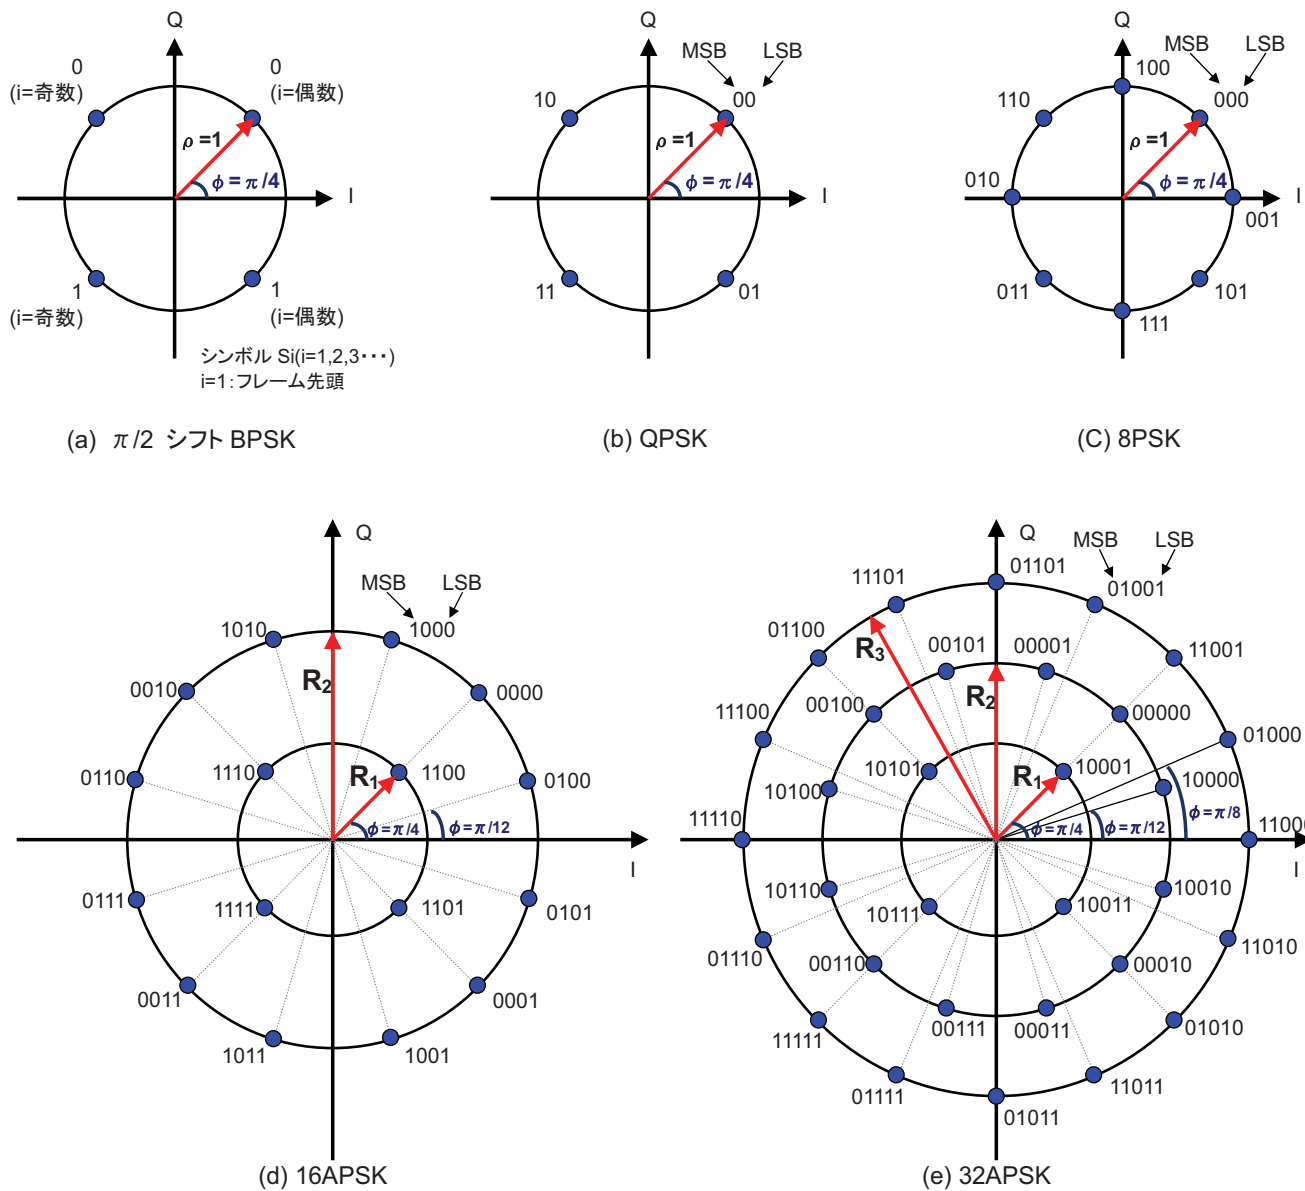 Q
0
(i=奇数)
0
(i=偶数)
ρ=1
φ=π/4
I
1
(i=奇数)
1
(i=偶数)
シンボル Si(i=1,2,3・・・)
i=1:フレーム先頭
(a) π/2 シフト BPSK
Q
MSB
LSB
10
00
ρ=1
φ=π/4
I
11
01
(b) QPSK
Q
MSB
LSB
100
110
000
ρ=1
φ=π/4
010
I
001
011
101
111
(C) 8PSK
Q
MSB
LSB
1010
1000
R2
0010
0000
1110
R1
1100
0110
0100
φ=π/4
φ=π/12
I
0111
1111
1101
0101
0011
0001
1011
1001
(d) 16APSK
Q
MSB
LSB
11101
01101
01001
01100
R3
00101
00001
11001
R2
11100
00100
00000
01000
10101
R1
10001
10000
10100
φ=π/4
φ=π/12
φ=π/8
11110
11000
I
10110
10111
10011
10010
01110
11010
00110
00010
00111
00011
11111
01010
01111
11011
01011
(e) 32APSK